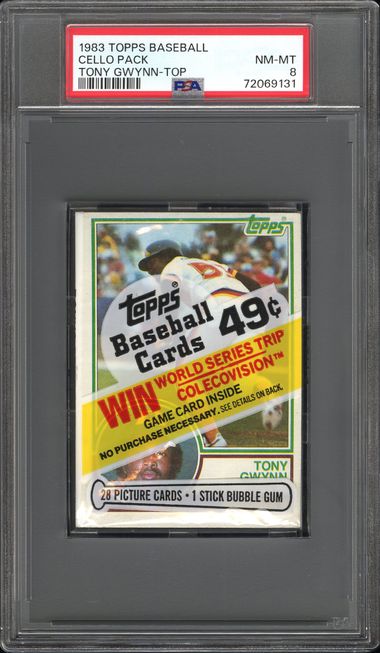 1983 TOPPS BASEBALL
CELLO PACK NM-MT
TONY GWYNN-TOP PSA 8
72069131
topps
Topps®
Baseball
Cards 49¢
WIN WORLD SERIES TRIP
COLECOVISION™
GAME CARD INSIDE
NO PURCHASE NECESSARY. SEE DETAILS ON BACK.
TONY
GWYNN
28 PICTURE CARDS • 1 STICK BUBBLE GUM